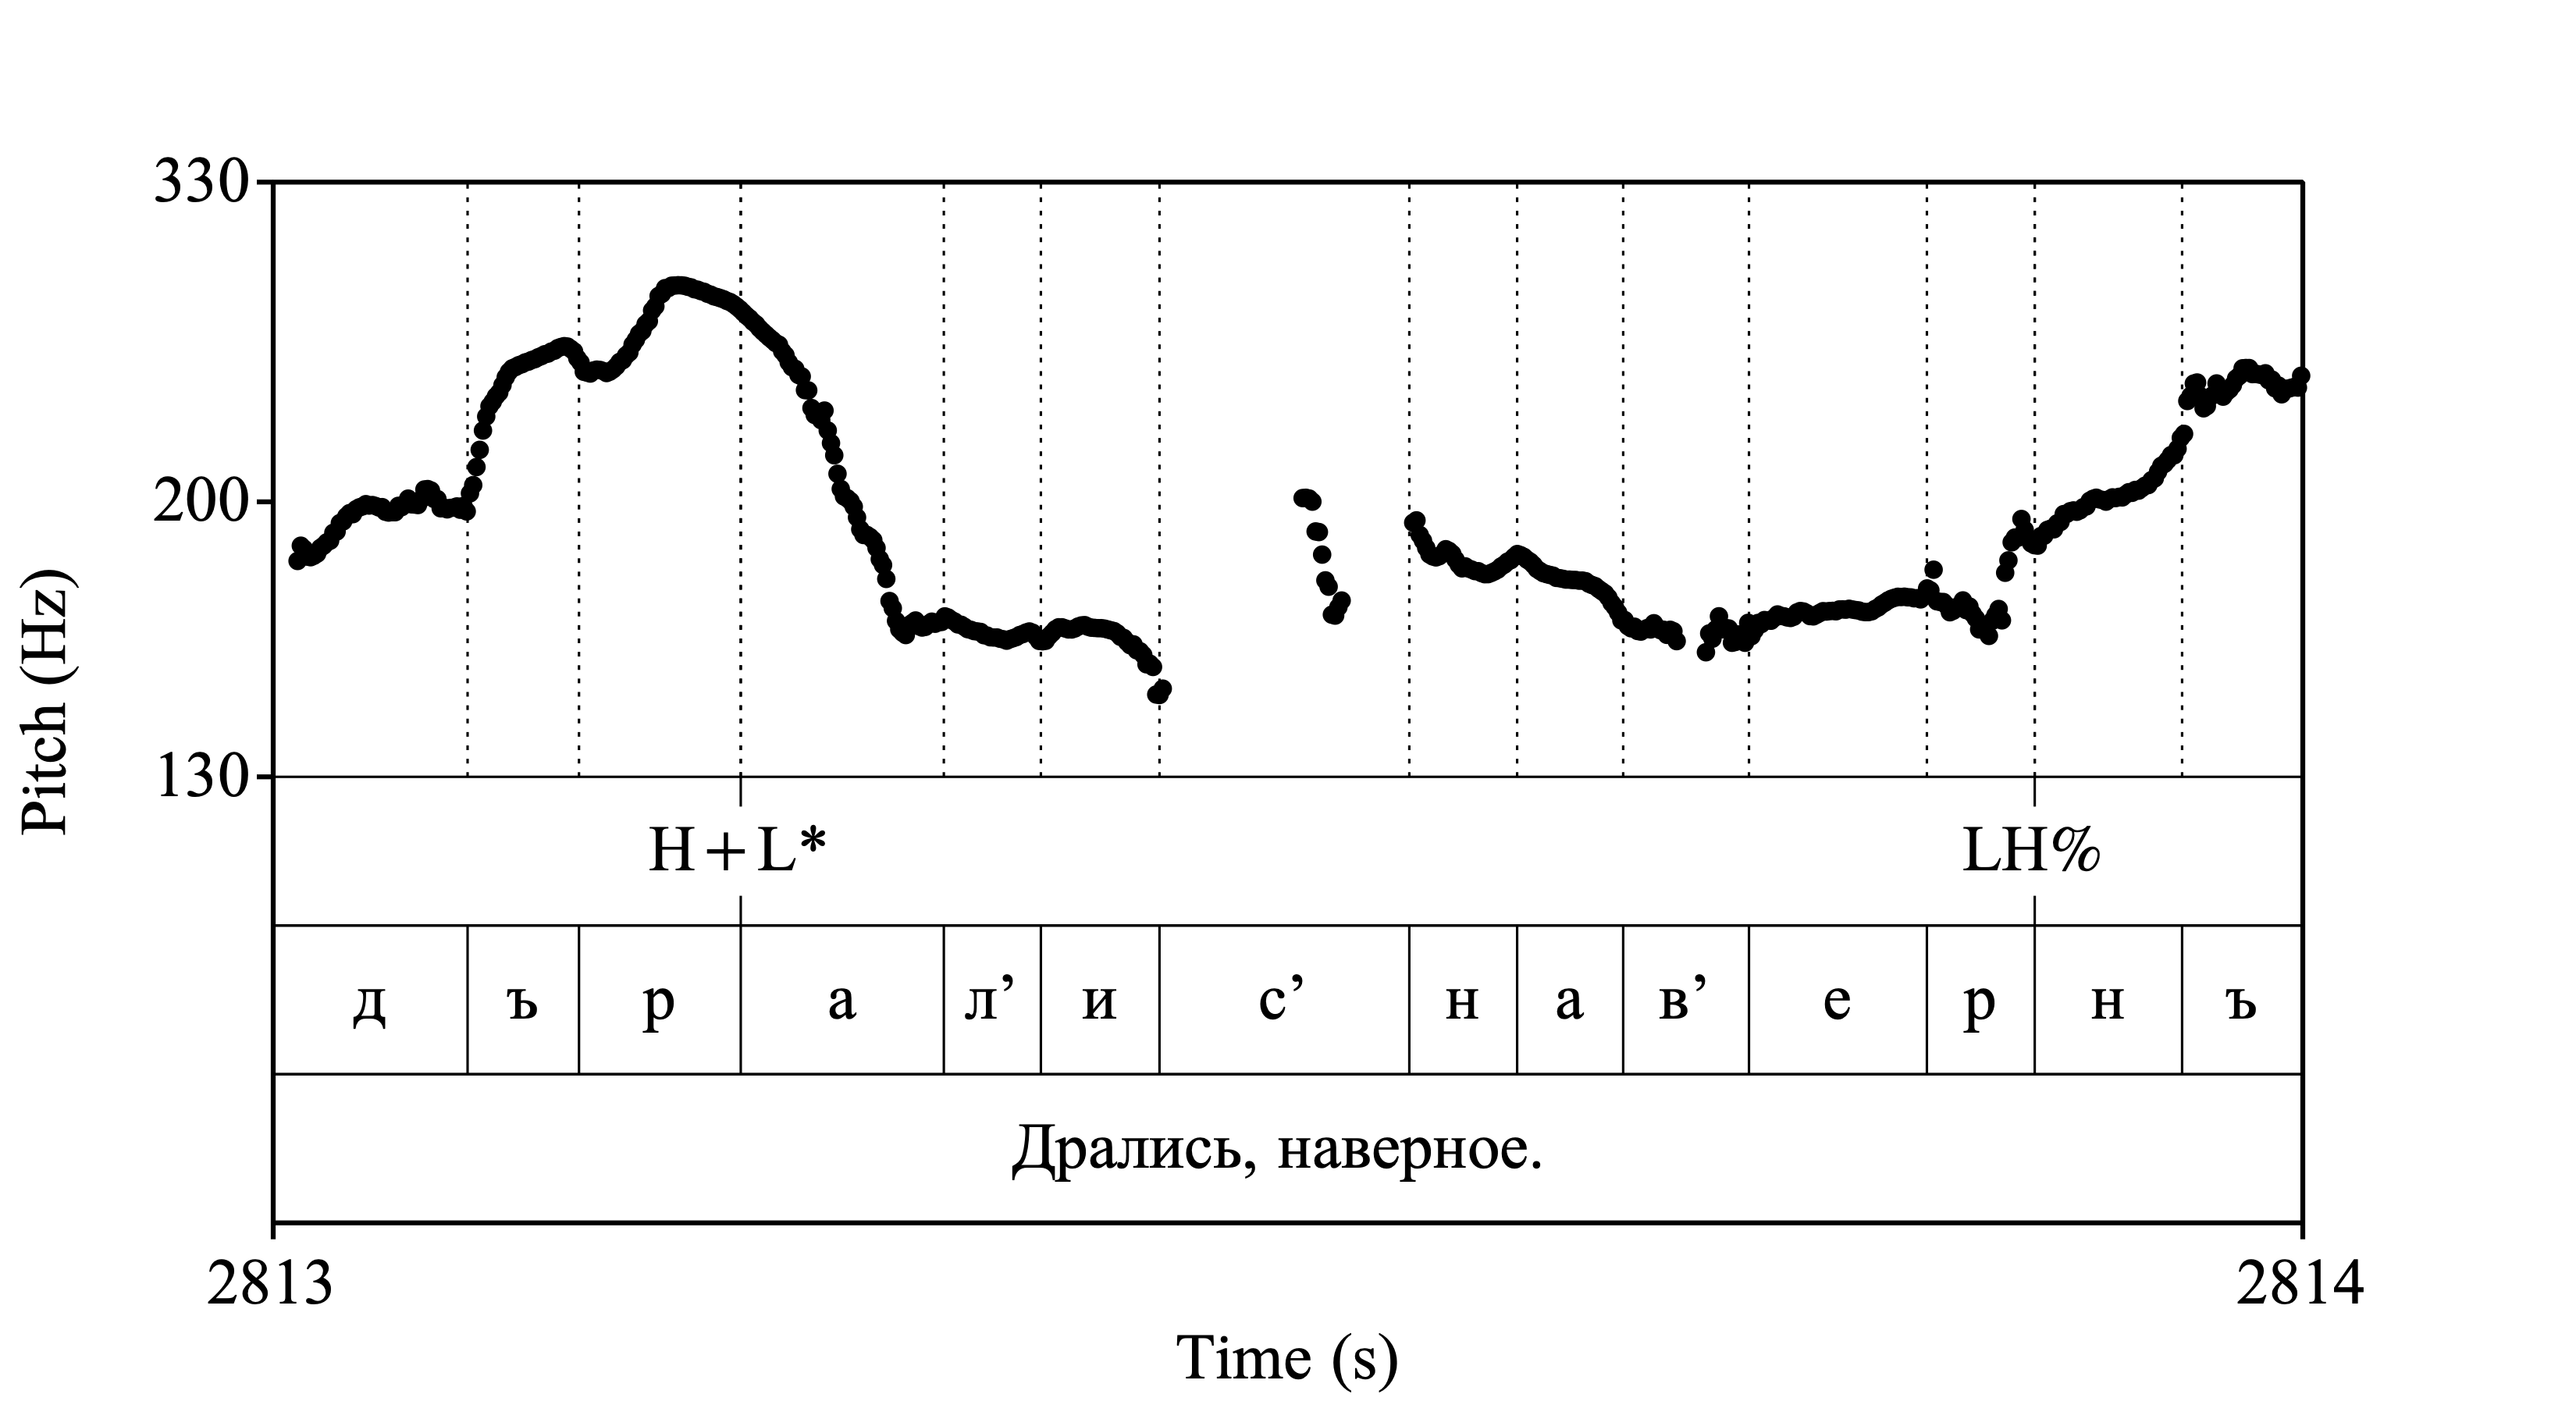 330
200
130
Pitch (Hz)
H+L* LH%
д ъ р а л’ и с’ н а в’ е р н ъ
Дрались, наверное.
2813 2814
Time (s)